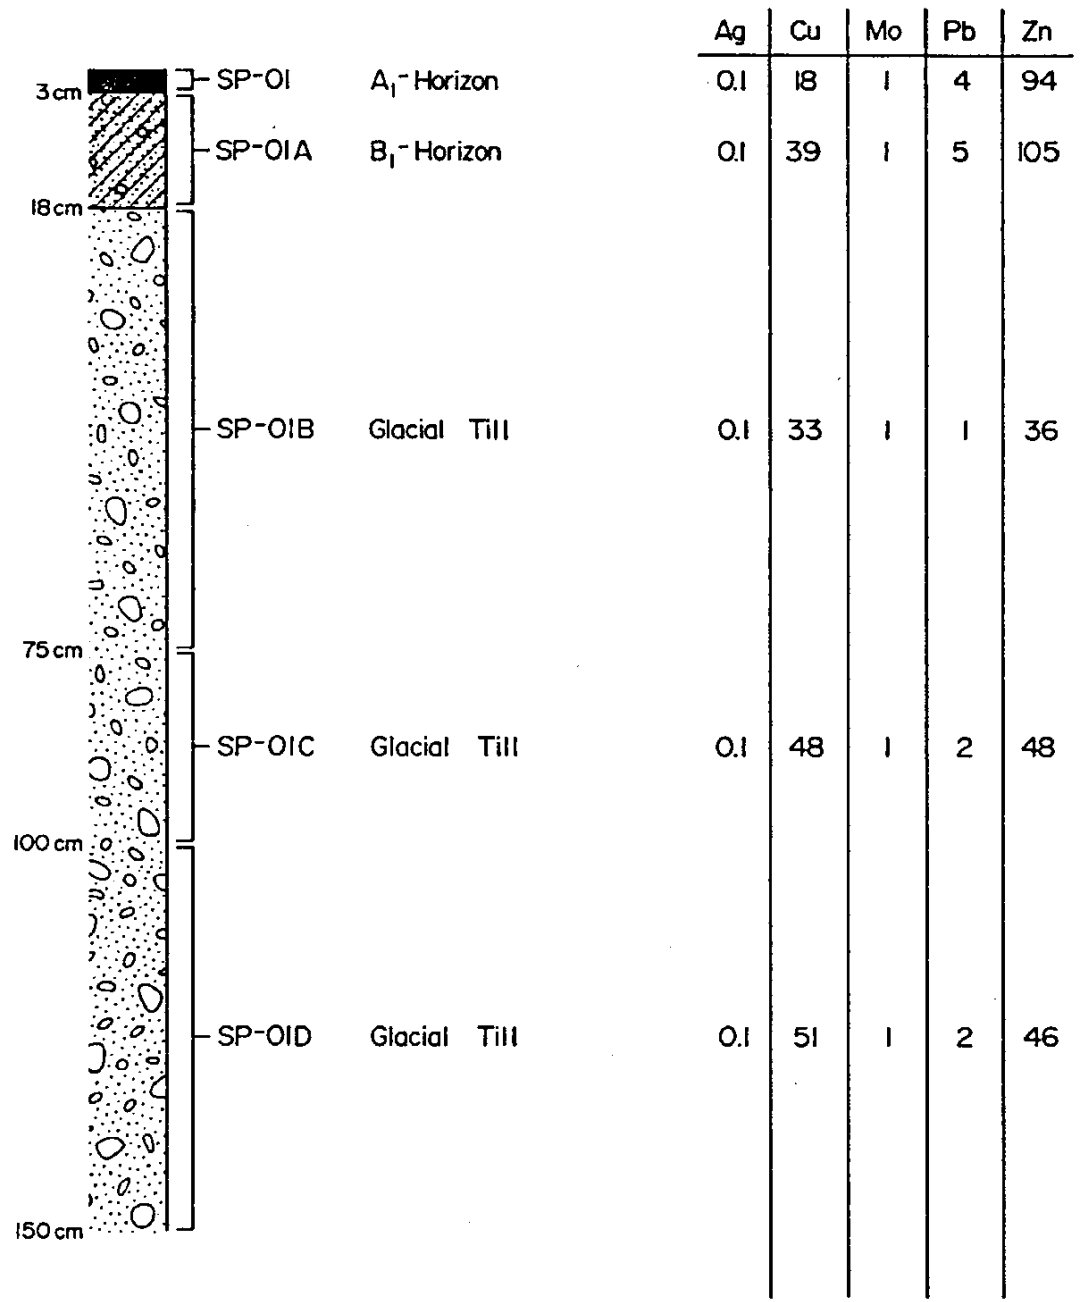 Ag Cu Mo Pb Zn
SP-01 A₁-Horizon 0.1 18 1 4 94
3 cm
SP-01A B₁-Horizon 0.1 39 1 5 105
18 cm
SP-01B Glacial Till 0.1 33 1 1 36
75 cm
SP-01C Glacial Till 0.1 48 1 2 48
100 cm
SP-01D Glacial Till 0.1 51 1 2 46
150 cm